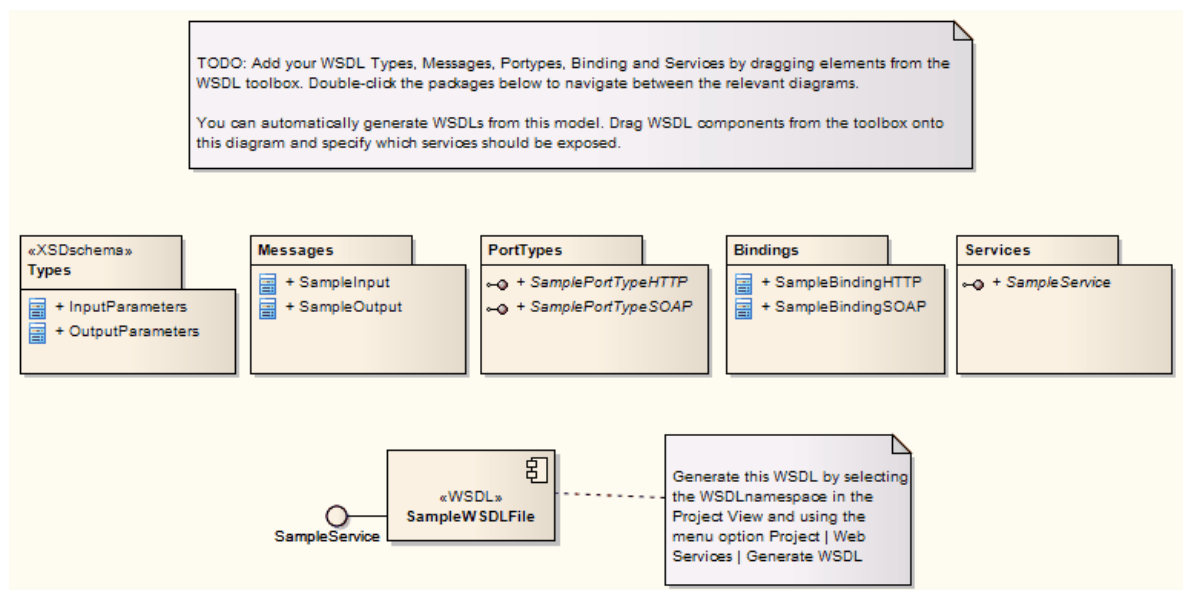 TODO: Add your WSDL Types, Messages, Portypes, Binding and Services by dragging elements from the
WSDL toolbox. Double-click the packages below to navigate between the relevant diagrams.
You can automatically generate WSDLs from this model. Drag WSDL components from the toolbox onto
this diagram and specify which services should be exposed.
«XSDschema»
Types
+ InputParameters
+ OutputParameters
Messages
+ SampleInput
+ SampleOutput
PortTypes
+ SamplePortTypeHTTP
+ SamplePortTypeSOAP
Bindings
+ SampleBindingHTTP
+ SampleBindingSOAP
Services
+ SampleService
SampleService
«WSDL»
SampleWSDLFile
Generate this WSDL by selecting
the WSDLnamespace in the
Project View and using the
menu option Project | Web
Services | Generate WSDL